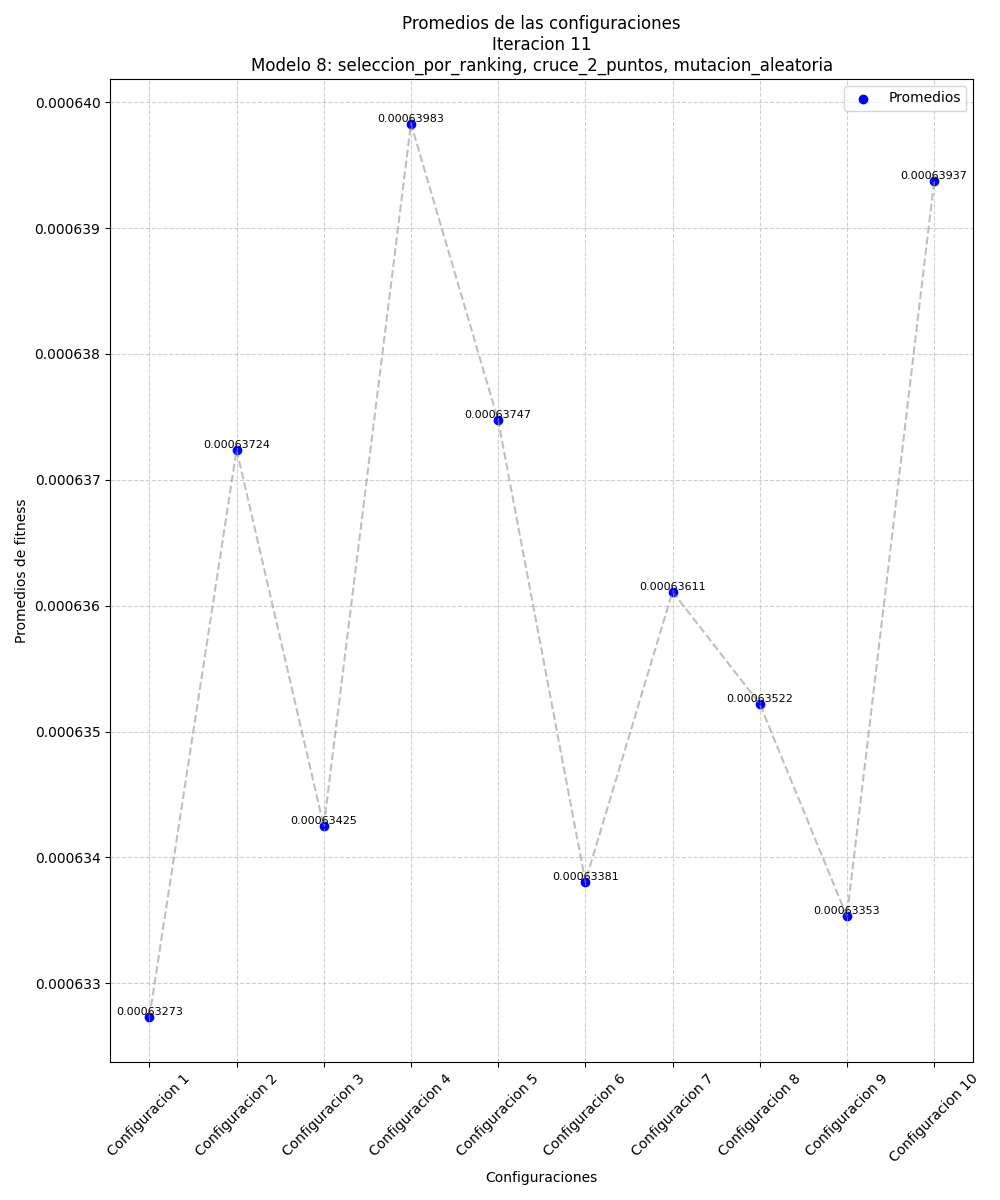 Promedios de las configuraciones
Iteracion 11
Modelo 8: seleccion_por_ranking, cruce_2_puntos, mutacion_aleatoria
Promedios
0.000640
0.000639
0.000638
0.000637
0.000636
0.000635
0.000634
0.000633
Promedios de fitness
0.00063273
0.00063724
0.00063425
0.00063983
0.00063747
0.00063381
0.00063611
0.00063522
0.00063353
0.00063937
Configuracion 1
Configuracion 2
Configuracion 3
Configuracion 4
Configuracion 5
Configuracion 6
Configuracion 7
Configuracion 8
Configuracion 9
Configuracion 10
Configuraciones